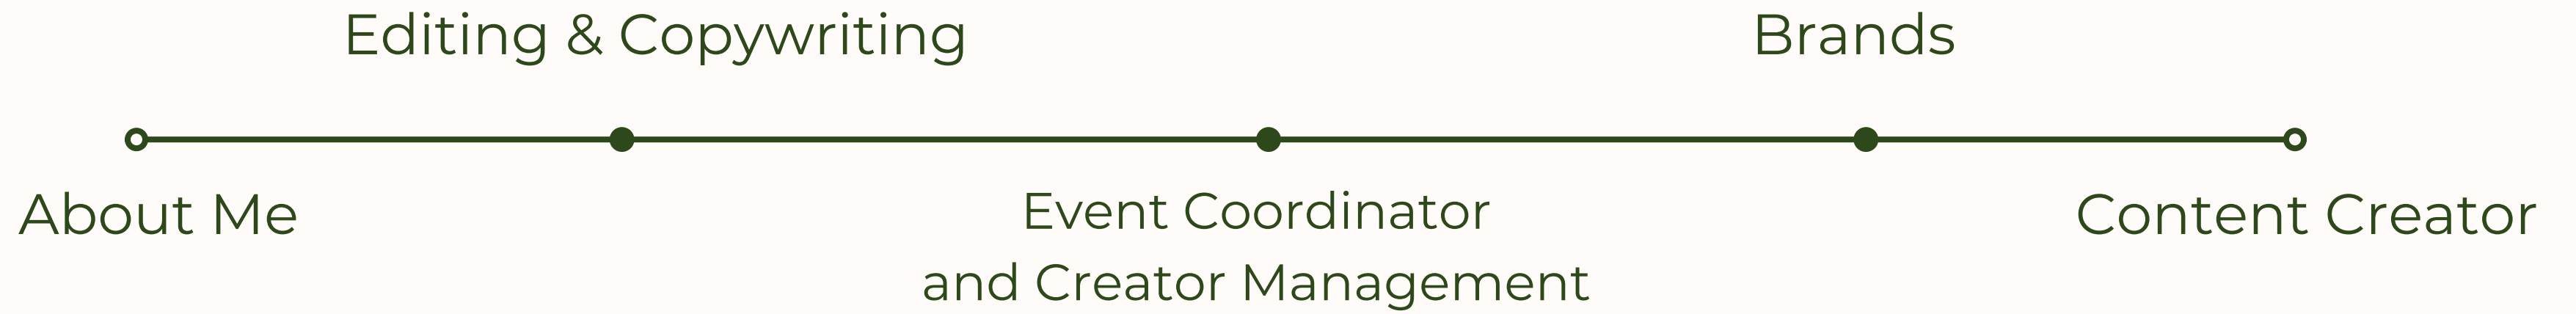 Editing & Copywriting
Brands
About Me
Event Coordinator
and Creator Management
Content Creator